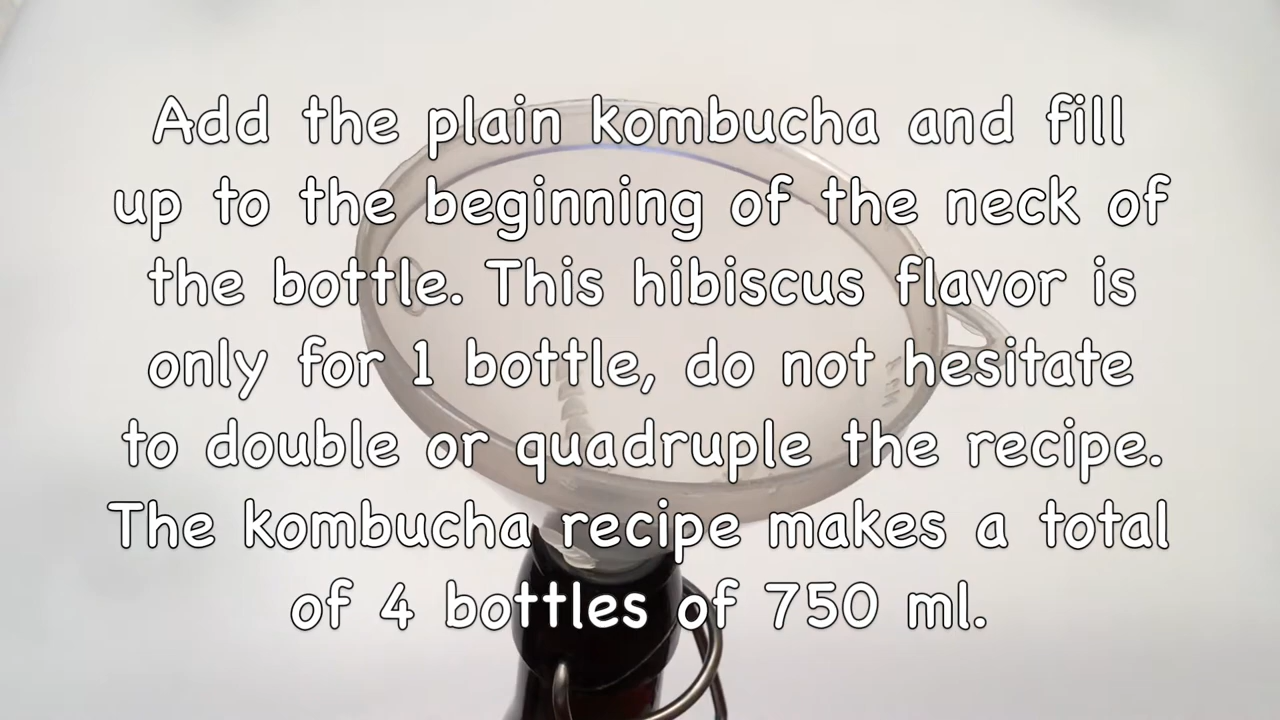 Add the plain kombucha and fill
up to the beginning of the neck of
the bottle. This hibiscus flavor is
only for 1 bottle, do not hesitate
to double or quadruple the recipe.
The kombucha recipe makes a total
of 4 bottles of 750 ml.